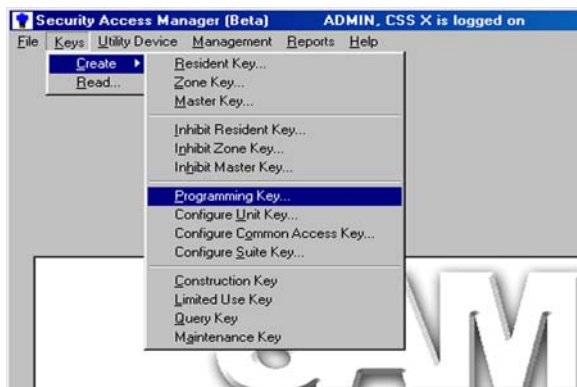 Security Access Manager (Beta) ADMIN, CSS X is logged on
File Keys Utility Device Management Reports Help
Create
Read...
Resident Key...
Zone Key...
Master Key...
Inhibit Resident Key...
Inhibit Zone Key...
Inhibit Master Key...
Programming Key...
Configure Unit Key...
Configure Common Access Key...
Configure Suite Key...
Construction Key
Limited Use Key
Query Key
Maintenance Key
SAM